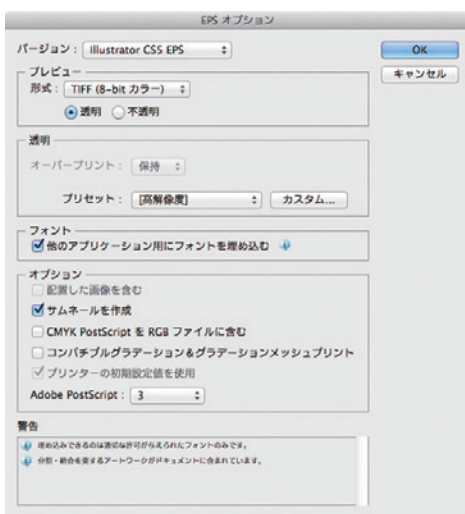 EPS オプション
バージョン： Illustrator CS5 EPS
OK
キャンセル
プレビュー
形式： TIFF (8-bit カラー)
透明 不透明
透明
オーバープリント： 保持
プリセット： [高解像度] カスタム...
フォント
他のアプリケーション用にフォントを埋め込む
オプション
配置した画像を含む
サムネールを作成
CMYK PostScript を RGB ファイルに含む
コンパチブルグラデーション＆グラデーションメッシュプリント
プリンターの初期設定値を使用
Adobe PostScript： 3
警告
埋め込みできるのは適切な許可が与えられたフォントのみです。
分割・統合を要するアートワークがドキュメントに含まれています。